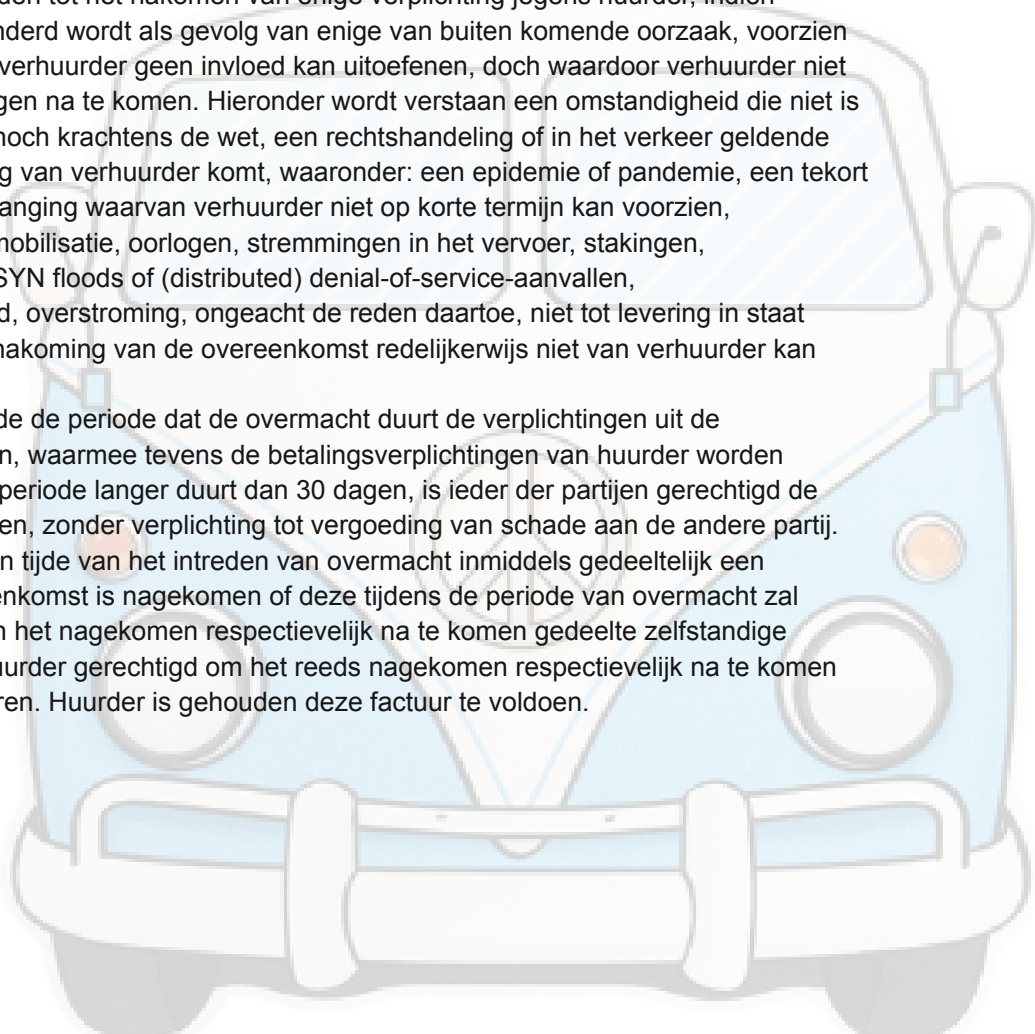 den tot het nakomen van enige verplichting jegens huurder, indien
nderd wordt als gevolg van enige van buiten komende oorzaak, voorzien
verhuurder geen invloed kan uitoefenen, doch waardoor verhuurder niet
gen na te komen. Hieronder wordt verstaan een omstandigheid die niet is
noch krachtens de wet, een rechtshandeling of in het verkeer geldende
g van verhuurder komt, waaronder: een epidemie of pandemie, een tekort
anging waarvan verhuurder niet op korte termijn kan voorzien,
mobilisatie, oorlogen, stremmingen in het vervoer, stakingen,
SYN floods of (distributed) denial-of-service-aanvallen,
d, overstroming, ongeacht de reden daartoe, niet tot levering in staat
nakoming van de overeenkomst redelijkerwijs niet van verhuurder kan
de de periode dat de overmacht duurt de verplichtingen uit de
n, waarmee tevens de betalingsverplichtingen van huurder worden
periode langer duurt dan 30 dagen, is ieder der partijen gerechtigd de
en, zonder verplichting tot vergoeding van schade aan de andere partij.
n tijde van het intreden van overmacht inmiddels gedeeltelijk een
enkomst is nagekomen of deze tijdens de periode van overmacht zal
n het nagekomen respectievelijk na te komen gedeelte zelfstandige
uurder gerechtigd om het reeds nagekomen respectievelijk na te komen
ren. Huurder is gehouden deze factuur te voldoen.